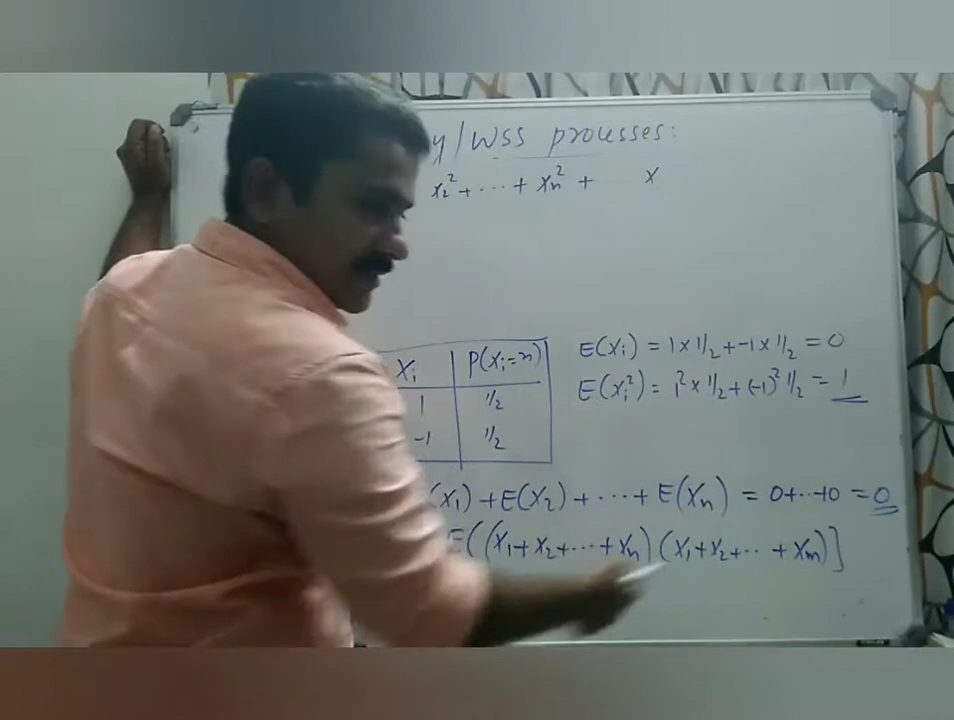 y/WSS prousses:
x₂² + ... + xₙ² + x
Xᵢ | P(Xᵢ=x)
1 | 1/2
-1 | 1/2
E(Xᵢ) = 1 x 1/2 + -1 x 1/2 = 0
E(Xᵢ²) = 1² x 1/2 + (-1)² 1/2 = 1
(X₁) + E(X₂) + ... + E(Xₙ) = 0+...+0 = 0
E((X₁+X₂+...+Xₙ)(X₁+X₂+... +Xₘ)]